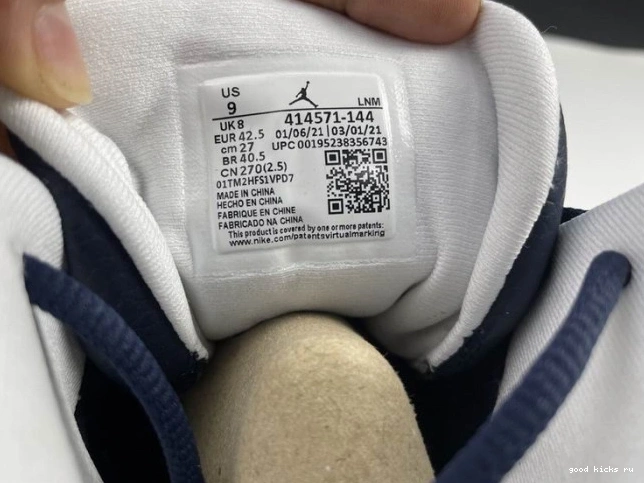 US
9
LNM
UK 8
414571-144
EUR 42.5
01/06/21 | 03/01/21
cm 27
UPC 00195238356743
BR 40.5
CN 270(2.5)
01TM2HFS1VPD7
MADE IN CHINA
HECHO EN CHINA
FABRIQUE EN CHINE
FABRICADO NA CHINA
This product is covered by one or more patents:
www.nike.com/patentsvirtualmarking
good kicks ru